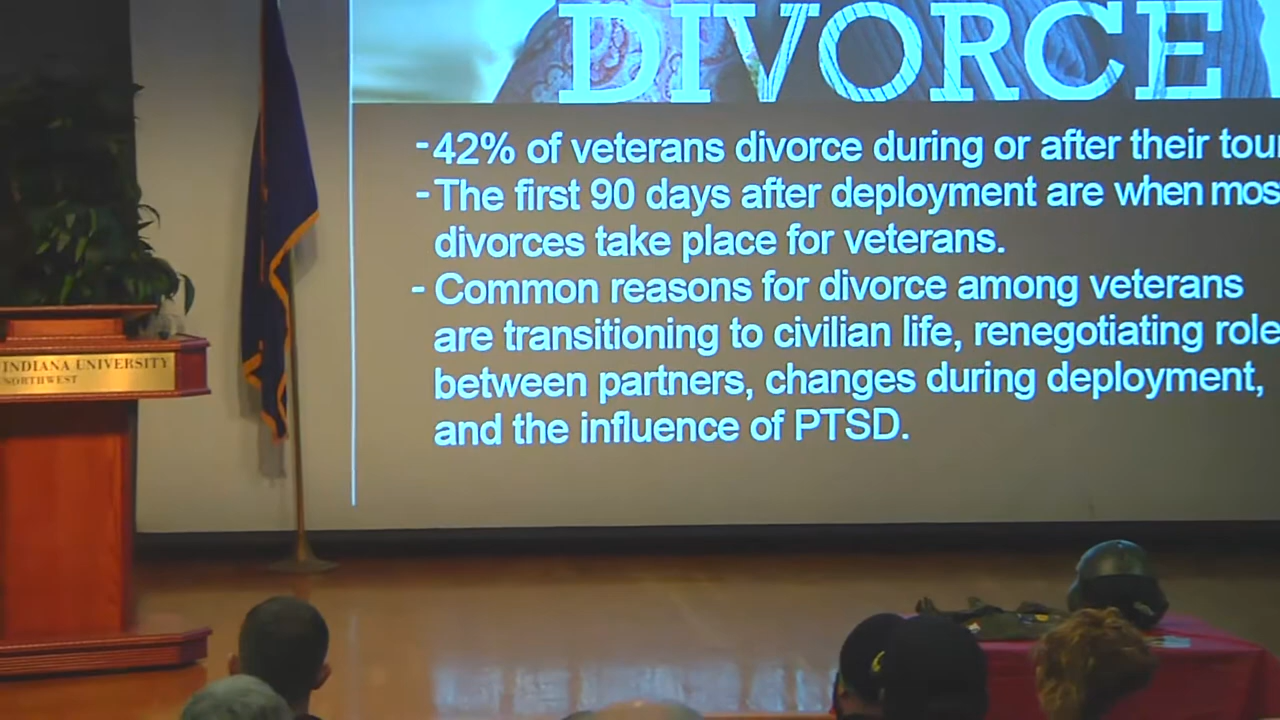 DIVORCE
-42% of veterans divorce during or after their tour
-The first 90 days after deployment are when mos
divorces take place for veterans.
- Common reasons for divorce among veterans
are transitioning to civilian life, renegotiating role
between partners, changes during deployment,
and the influence of PTSD.
INDIANA UNIVERSITY
NORTHWEST